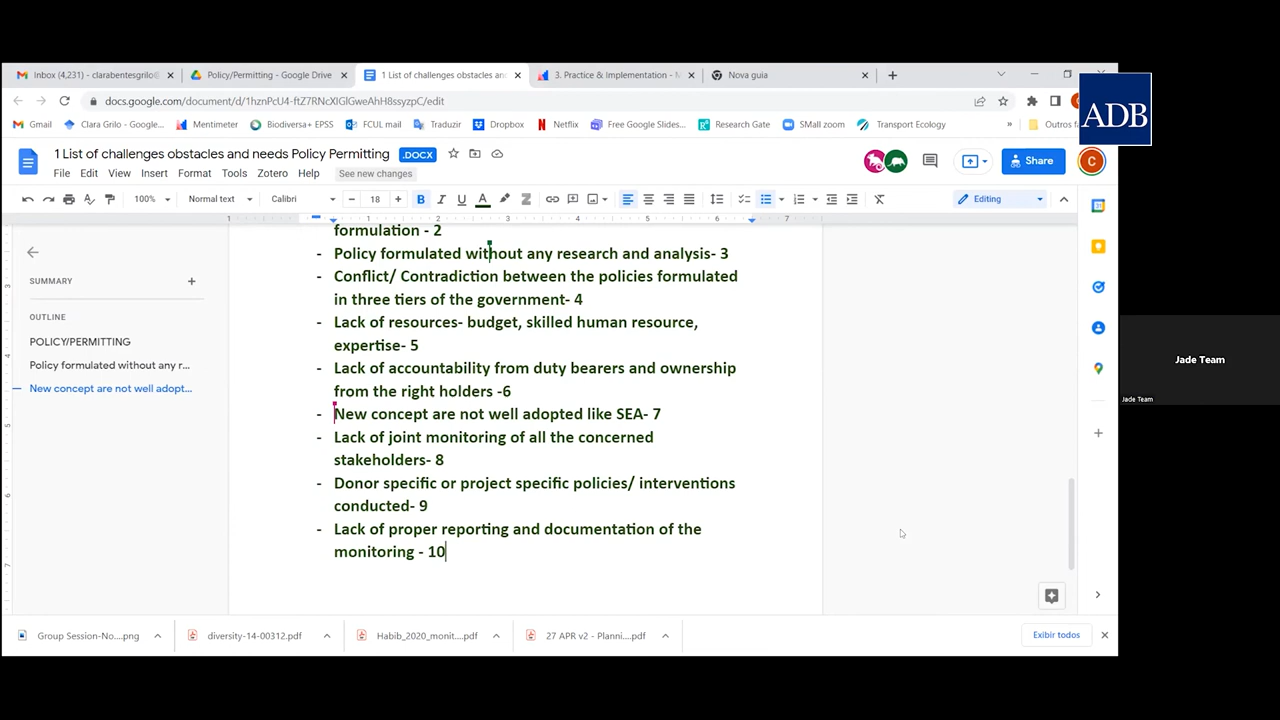 Inbox (4,231) - clarabentesgrilo@
Policy/Permitting - Google Drive
1 List of challenges obstacles an
3. Practice & Implementation - M
Nova guia
docs.google.com/document/d/1hznPcU4-ftZ7RNcXIGlGweAhH8ssyzpC/edit
ADB
Gmail
Clara Grilo - Google...
Mentimeter
Biodiversa+ EPSS
FCUL mail
Traduzir
Dropbox
Netflix
Free Google Slides...
Research Gate
SMall zoom
Transport Ecology
»
Outros fa
1 List of challenges obstacles and needs Policy Permitting
.DOCX
Share
C
File Edit View Insert Format Tools Zotero Help
See new changes
100%
Normal text
Calibri
18
B I U A
Editing
1 1 2 3 4 5 6 7
formulation - 2
- Policy formulated without any research and analysis- 3
- Conflict/ Contradiction between the policies formulated
in three tiers of the government- 4
- Lack of resources- budget, skilled human resource,
expertise- 5
- Lack of accountability from duty bearers and ownership
from the right holders -6
- New concept are not well adopted like SEA- 7
- Lack of joint monitoring of all the concerned
stakeholders- 8
- Donor specific or project specific policies/ interventions
conducted- 9
- Lack of proper reporting and documentation of the
monitoring - 10
SUMMARY
OUTLINE
POLICY/PERMITTING
Policy formulated without any r...
New concept are not well adopt...
Jade Team
Jade Team
Group Session-No....png
diversity-14-00312.pdf
Habib_2020_monit....pdf
27 APR v2 - Planni....pdf
Exibir todos